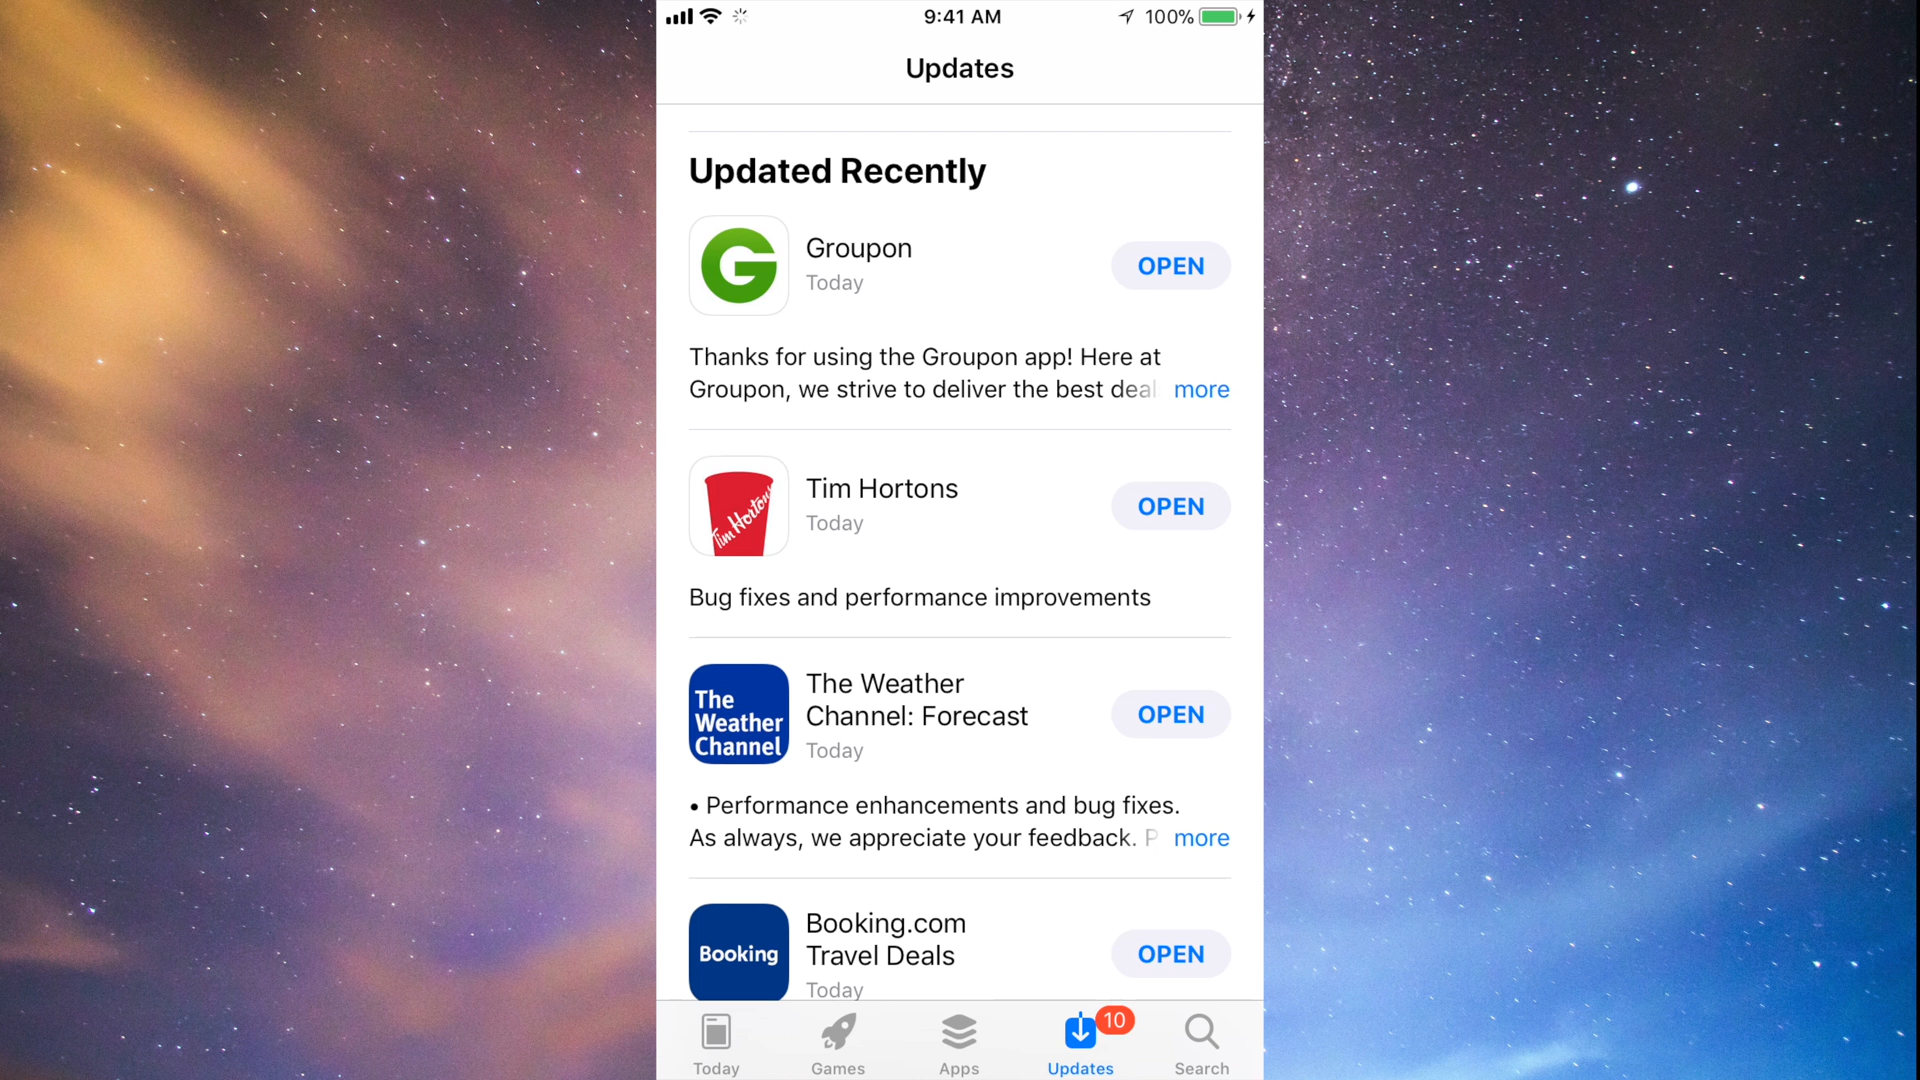 9:41 AM
100%
Updates
Updated Recently
Groupon
Today
OPEN
Thanks for using the Groupon app! Here at
Groupon, we strive to deliver the best deal more
Tim Hortons
Tim Hortons
Today
OPEN
Bug fixes and performance improvements
The
Weather
Channel
The Weather
Channel: Forecast
Today
OPEN
• Performance enhancements and bug fixes.
As always, we appreciate your feedback. P more
Booking
Booking.com
Travel Deals
Today
OPEN
10
Today
Games
Apps
Updates
Search